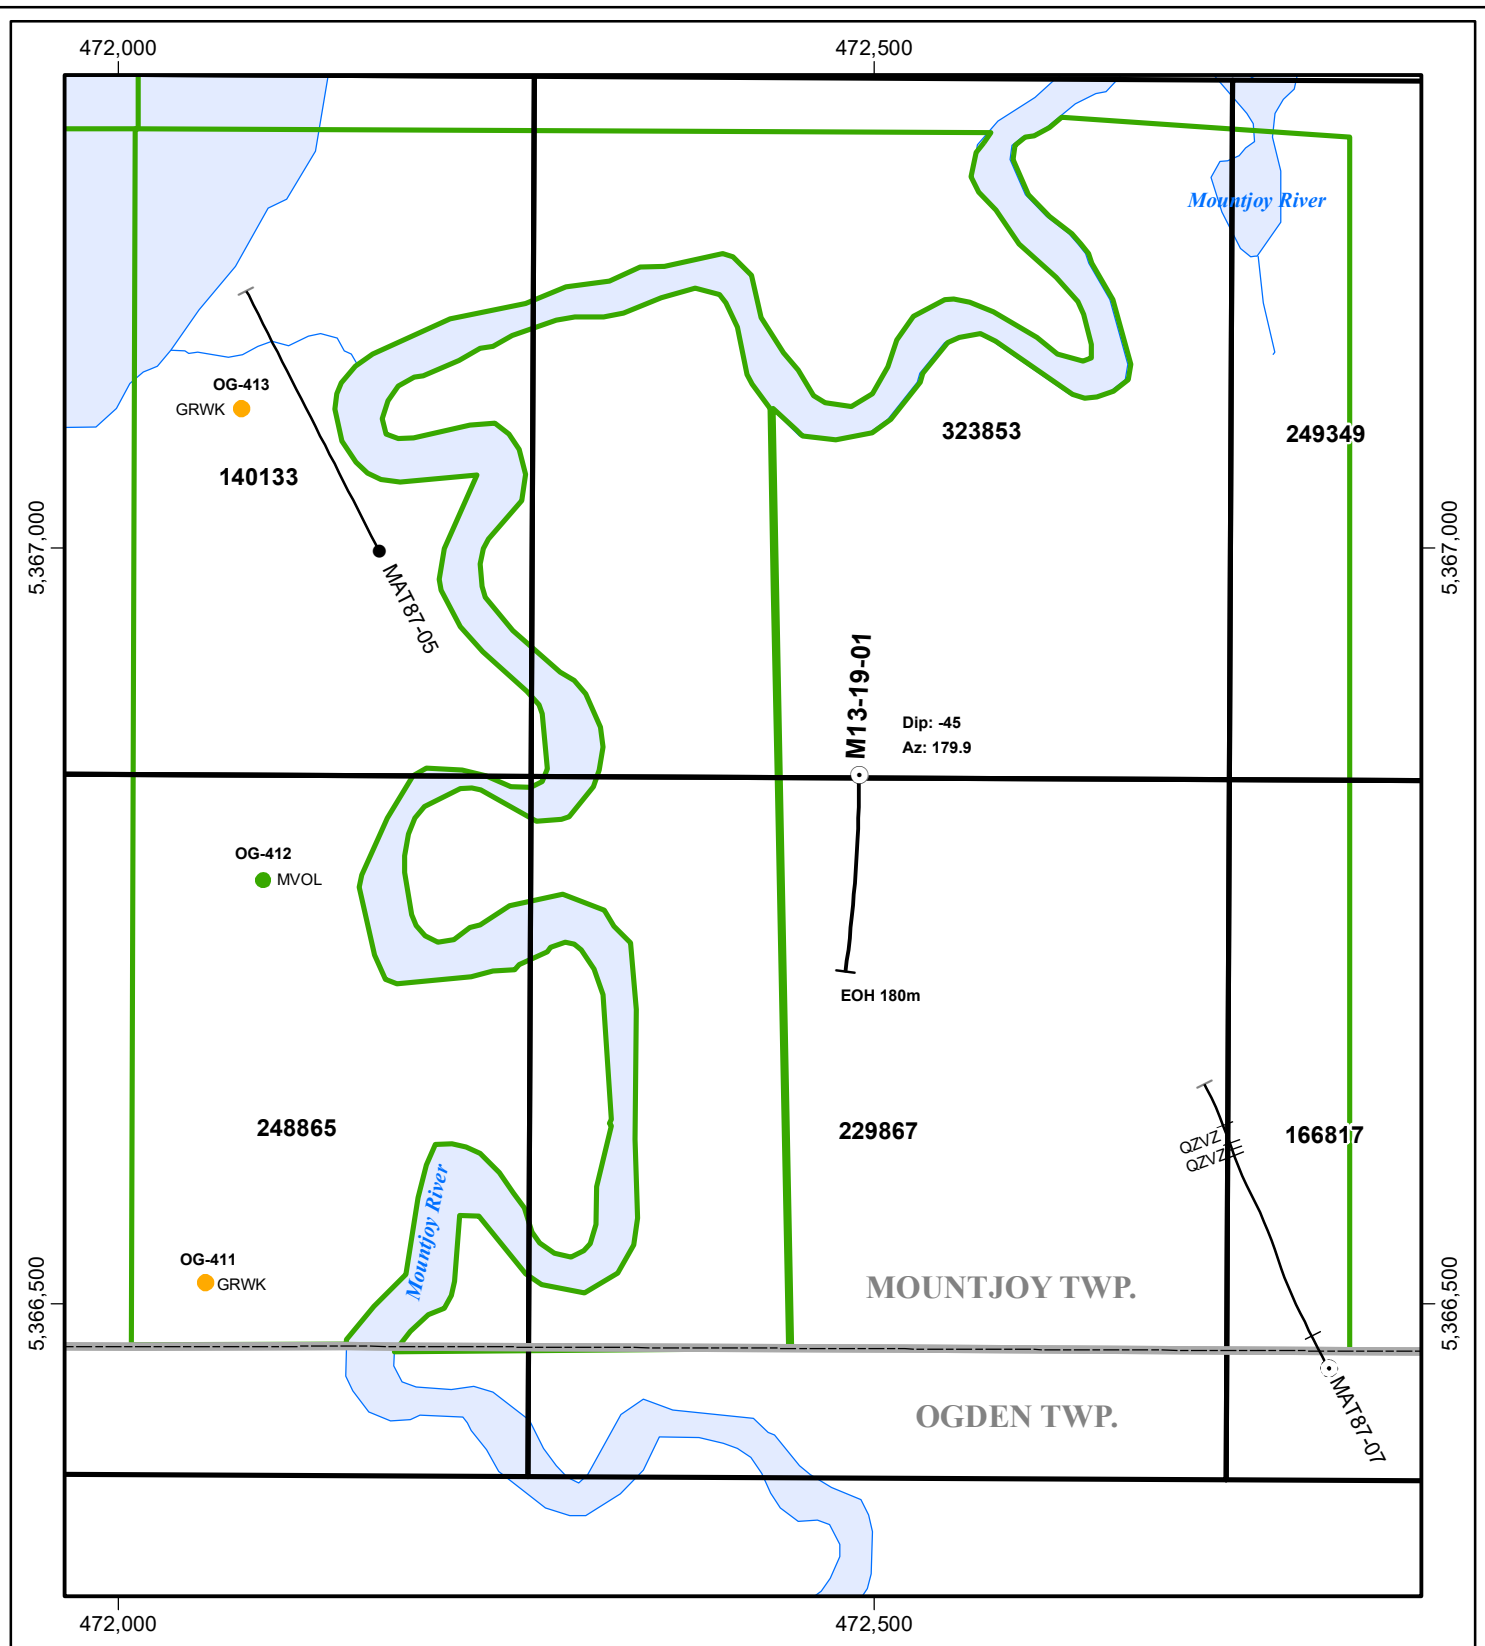 472,000
472,500
Mountjoy River
OG-413
GRWK
323853
249349
140133
5,367,000
5,367,000
MAT87-05
M13-19-01
Dip: -45
Az: 179.9
OG-412
MVOL
EOH 180m
248865
229867
166817
QZVZ
QZVZ
Mountjoy River
OG-411
GRWK
MOUNTJOY TWP.
5,366,500
5,366,500
OGDEN TWP.
MAT87-07
472,000
472,500